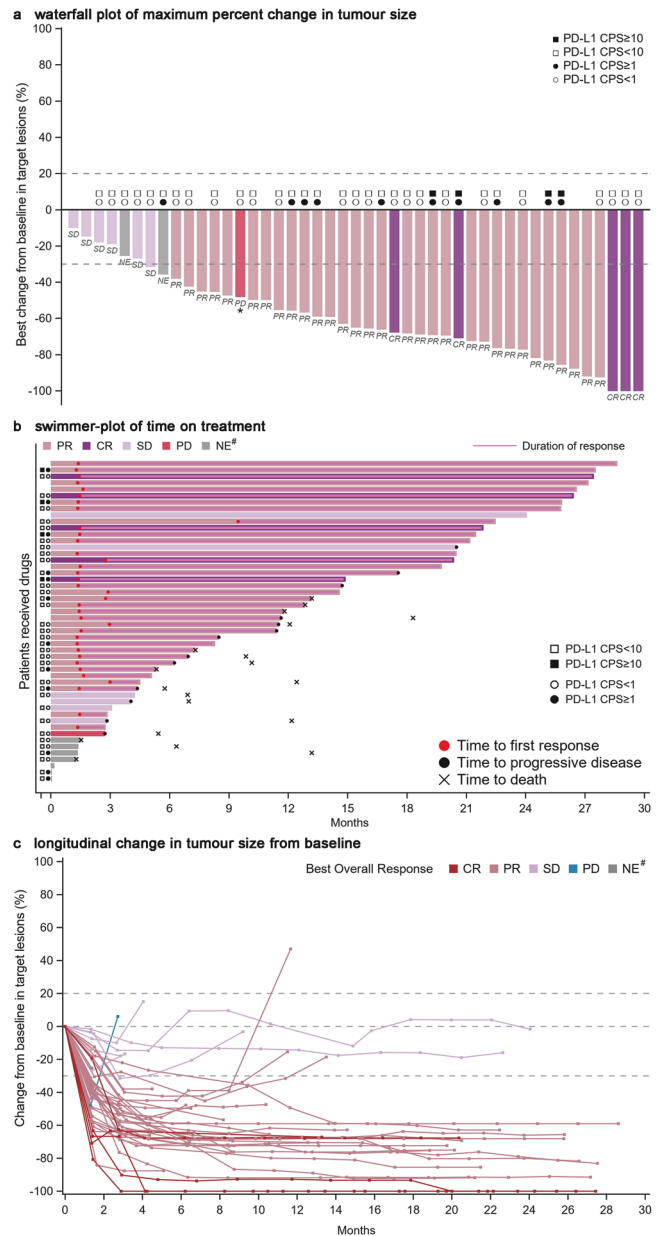 a waterfall plot of maximum percent change in tumour size
Best change from baseline in target lesions (%)
100
80
60
40
20
0
-20
-40
-60
-80
-100
PD-L1 CPS≥10
PD-L1 CPS<10
PD-L1 CPS≥1
PD-L1 CPS<1
SD SD SD SD NE SD SD NE PR PR PR PR PR PD PR PR PR PR PR PR PR PR PR PR PR CR PR PR PR PR CR PR PR PR PR PR PR PR PR PR PR PR CR CR CR
*
b swimmer-plot of time on treatment
PR CR SD PD NE# Duration of response
Patients received drugs
PD-L1 CPS<10
PD-L1 CPS≥10
PD-L1 CPS<1
PD-L1 CPS≥1
Time to first response
Time to progressive disease
Time to death
0 3 6 9 12 15 18 21 24 27 30
Months
c longitudinal change in tumour size from baseline
Change from baseline in target lesions (%)
Best Overall Response CR PR SD PD NE#
100
80
60
40
20
0
-20
-40
-60
-80
-100
0 2 4 6 8 10 12 14 16 18 20 22 24 26 28 30
Months